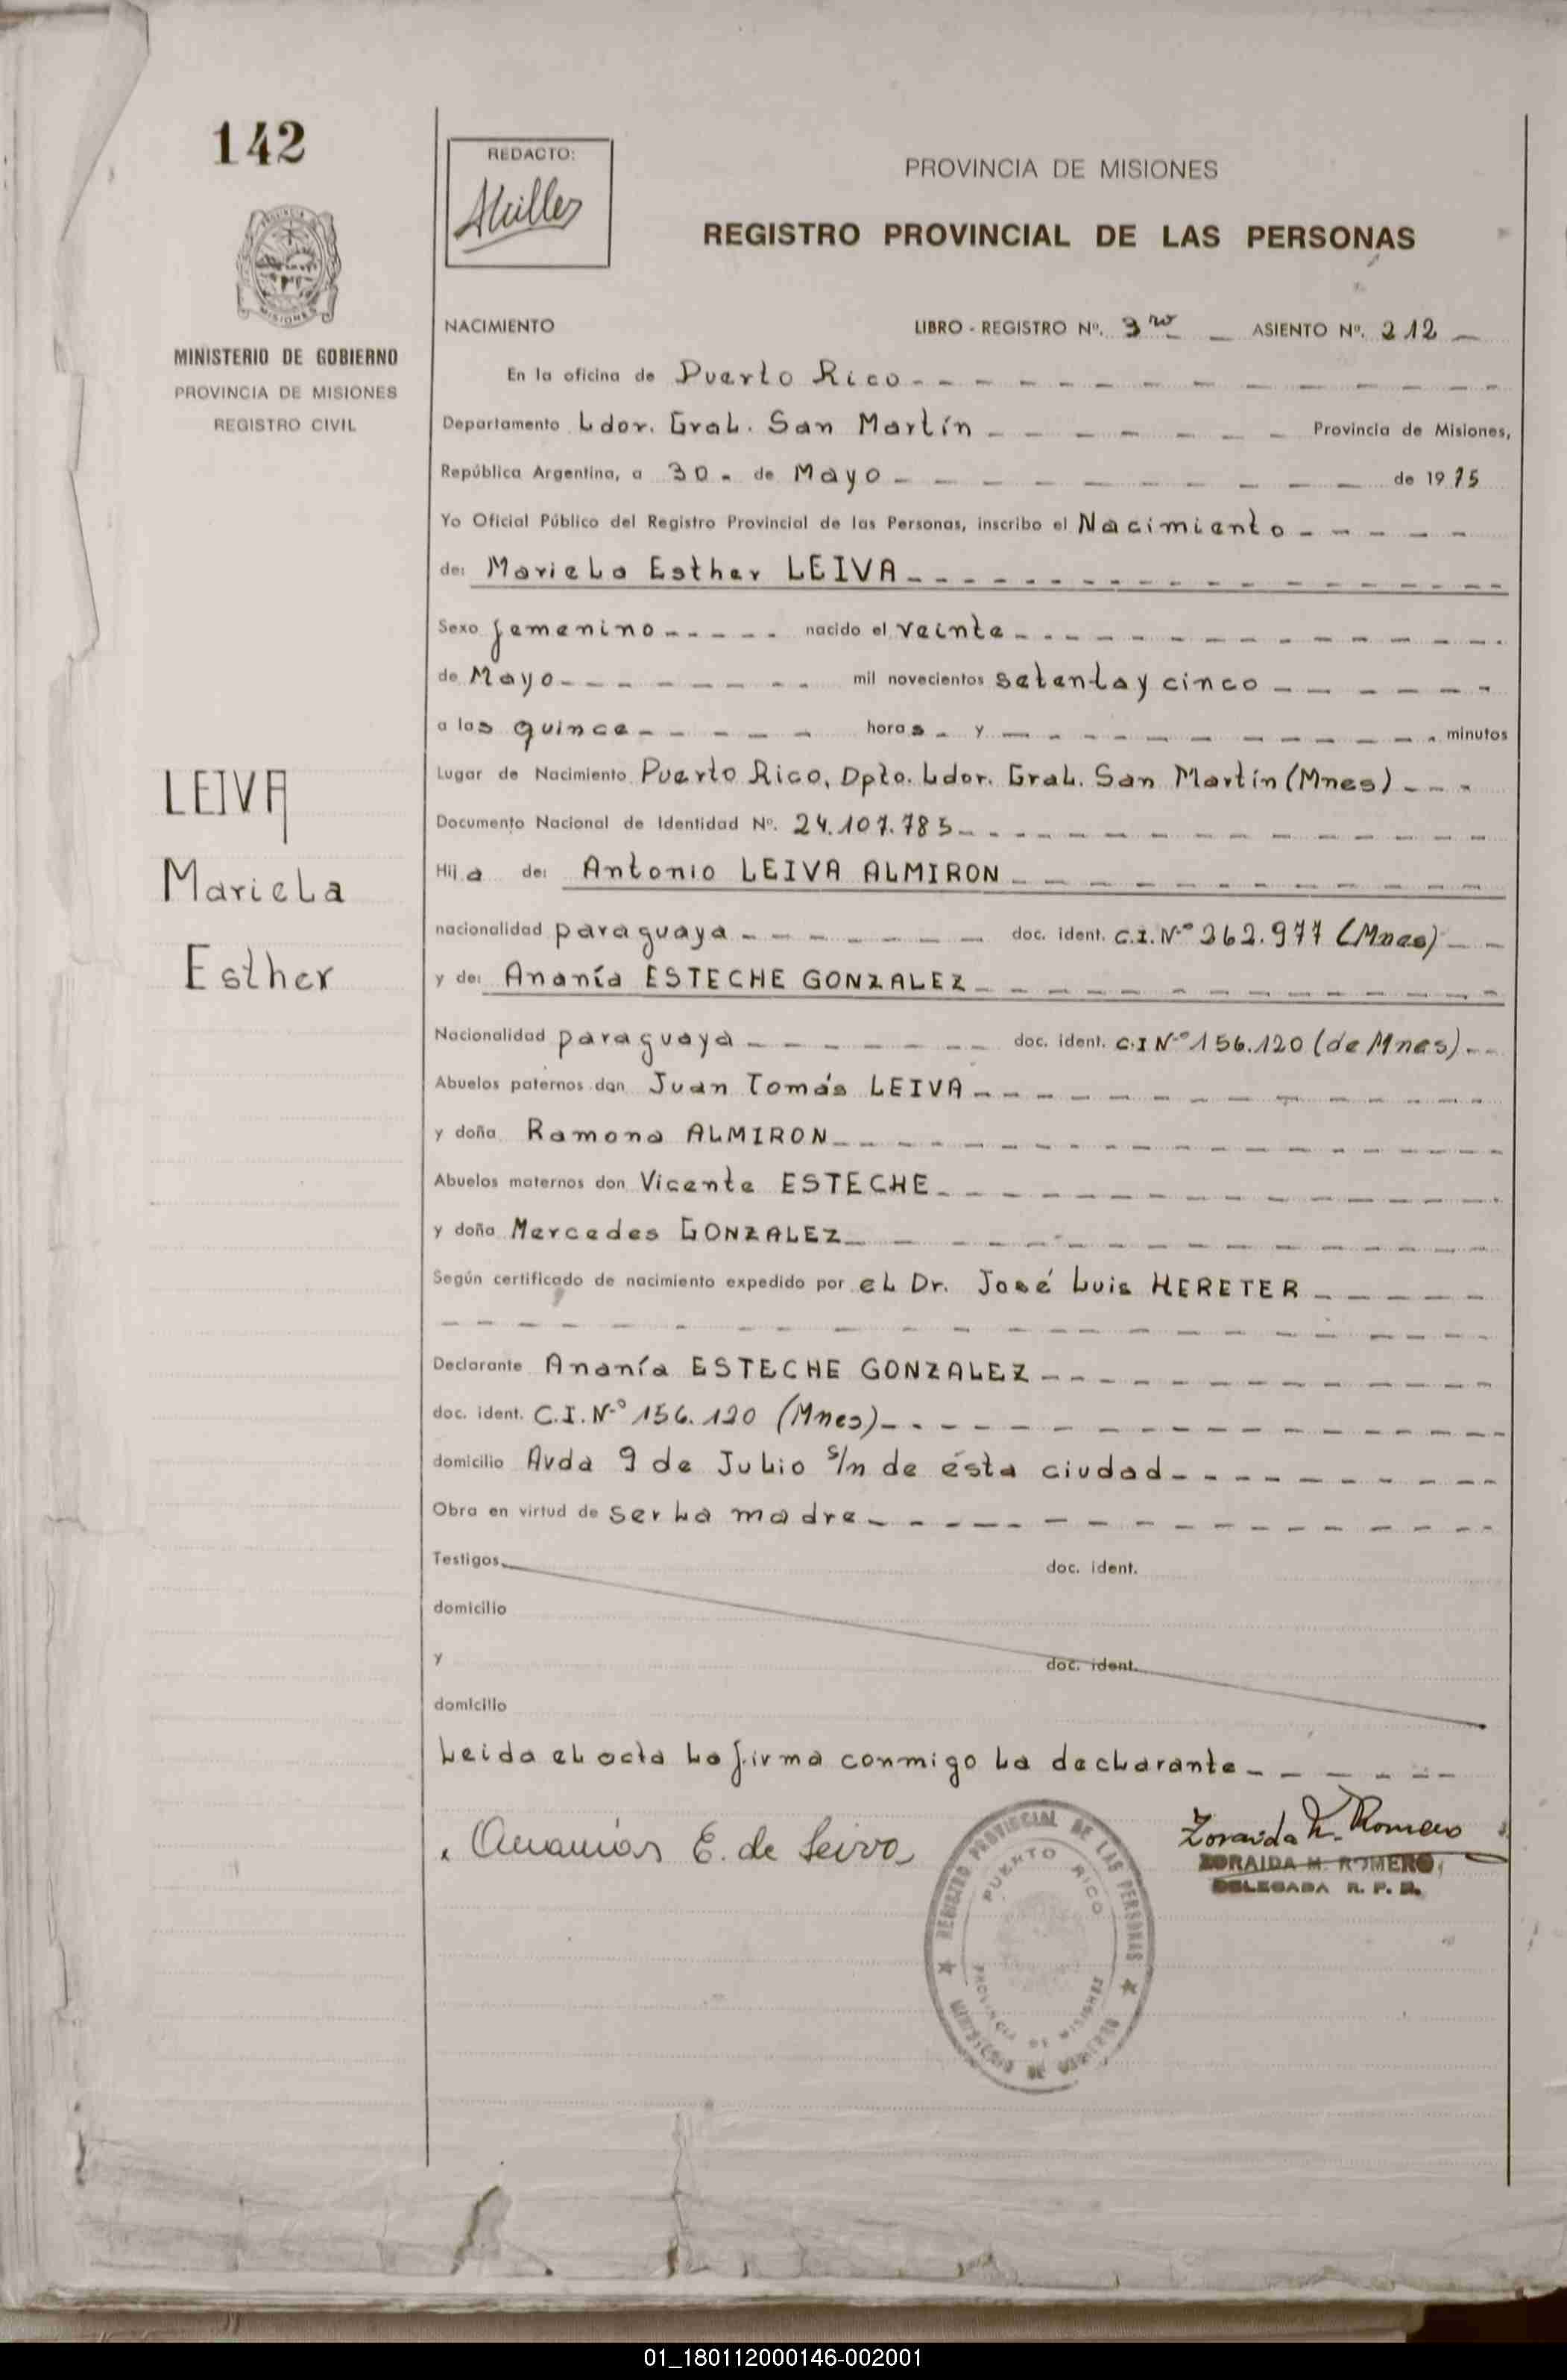 142
REDACTO:
PROVINCIA DE MISIONES
REGISTRO PROVINCIAL DE LAS PERSONAS
MISIONES
MINISTERIO DE GOBIERNO
PROVINCIA DE MISIONES
REGISTRO CIVIL
NACIMIENTO LIBRO - REGISTRO Nº. 3ro ASIENTO Nº. 212
En la oficina de Puerto Rico
Departamento Ldor. Gral. San Martín Provincia de Misiones,
República Argentina, a 30 de Mayo de 1975
Yo Oficial Público del Registro Provincial de las Personas, inscribo el Nacimiento
de: Mariela Esther LEIVA
Sexo femenino nacido el veinte
de Mayo mil novecientos setenta y cinco
a las quince horas y minutos
Lugar de Nacimiento Puerto Rico, Dpto. Ldor. Gral. San Martín (Mnes)
Documento Nacional de Identidad Nº. 24.107.785
Hija de: Antonio LEIVA ALMIRON
nacionalidad paraguaya doc. ident. C.I. Nº 362.977 (Mnes)
y de: Ananía ESTECHE GONZALEZ
Nacionalidad paraguaya doc. ident. C.I Nº 156.120 (de Mnes)
Abuelos paternos don Juan Tomás LEIVA
y doña Ramona ALMIRON
Abuelos maternos don Vicente ESTECHE
y doña Mercedes GONZALEZ
Según certificado de nacimiento expedido por el Dr. José Luis HERETER
Declarante Ananía ESTECHE GONZALEZ
doc. ident. C.I. Nº 156.120 (Mnes)
domicilio Avda 9 de Julio s/n de ésta ciudad
Obra en virtud de ser la madre
Testigos doc. ident.
domicilio
y doc. ident.
domicilio
Leida el acta la firma conmigo la declarante
LEIVA
Mariela
Esther
Ananías E. de Leiva
Zoraida M. Romero
ZORAIDA M. ROMERO
DELEGADA R. P. P.
REGISTRO PROVINCIAL DE LAS PERSONAS
PUERTO RICO
PROVINCIA DE MISIONES
MINISTERIO DE GOBIERNO
01_180112000146-002001